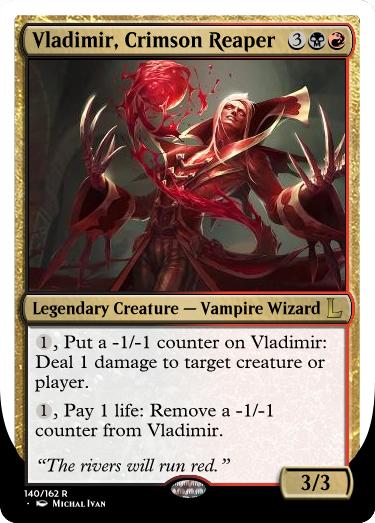 Vladimir, Crimson Reaper 3
Legendary Creature — Vampire Wizard L
1, Put a -1/-1 counter on Vladimir:
Deal 1 damage to target creature or
player.
1, Pay 1 life: Remove a -1/-1
counter from Vladimir.
"The rivers will run red."
3/3
140/162 R
· Michal Ivan